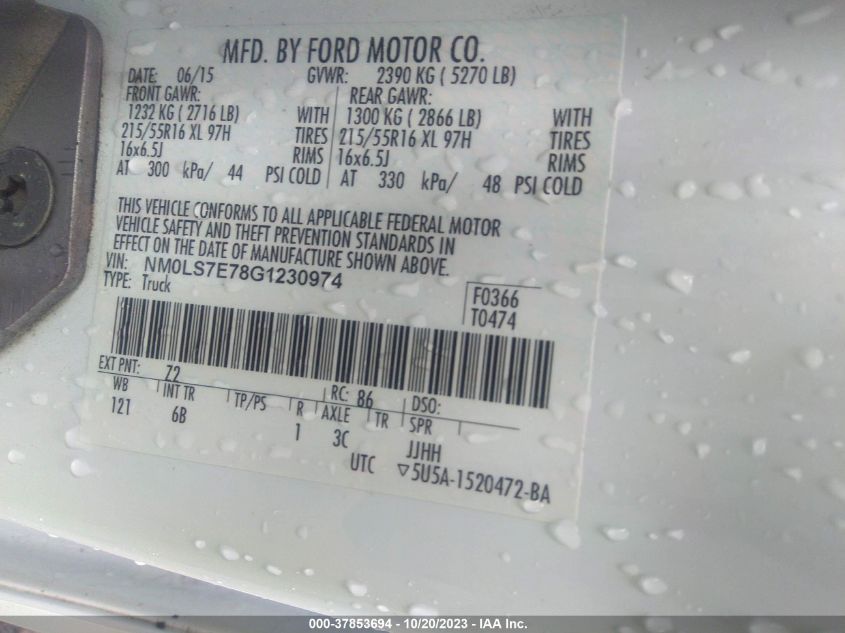 MFD. BY FORD MOTOR CO.
DATE: 06/15 GVWR: 2390 KG ( 5270 LB)
FRONT GAWR: REAR GAWR:
1232 KG ( 2716 LB) WITH 1300 KG ( 2866 LB) WITH
215/55R16 XL 97H TIRES 215/55R16 XL 97H TIRES
16x6.5J RIMS 16x6.5J RIMS
AT 300 kPa/ 44 PSI COLD AT 330 kPa/ 48 PSI COLD
THIS VEHICLE CONFORMS TO ALL APPLICABLE FEDERAL MOTOR
VEHICLE SAFETY AND THEFT PREVENTION STANDARDS IN
EFFECT ON THE DATE OF MANUFACTURE SHOWN ABOVE.
VIN: NM0LS7E78G1230974
TYPE: Truck
F0366
T0474
EXT PNT: Z2 RC: 86 DSO:
WB INT TR TP/PS R AXLE TR SPR
121 6B 1 3C JJHH
UTC ▽5U5A-1520472-BA
000-37853694 - 10/20/2023 - IAA Inc.